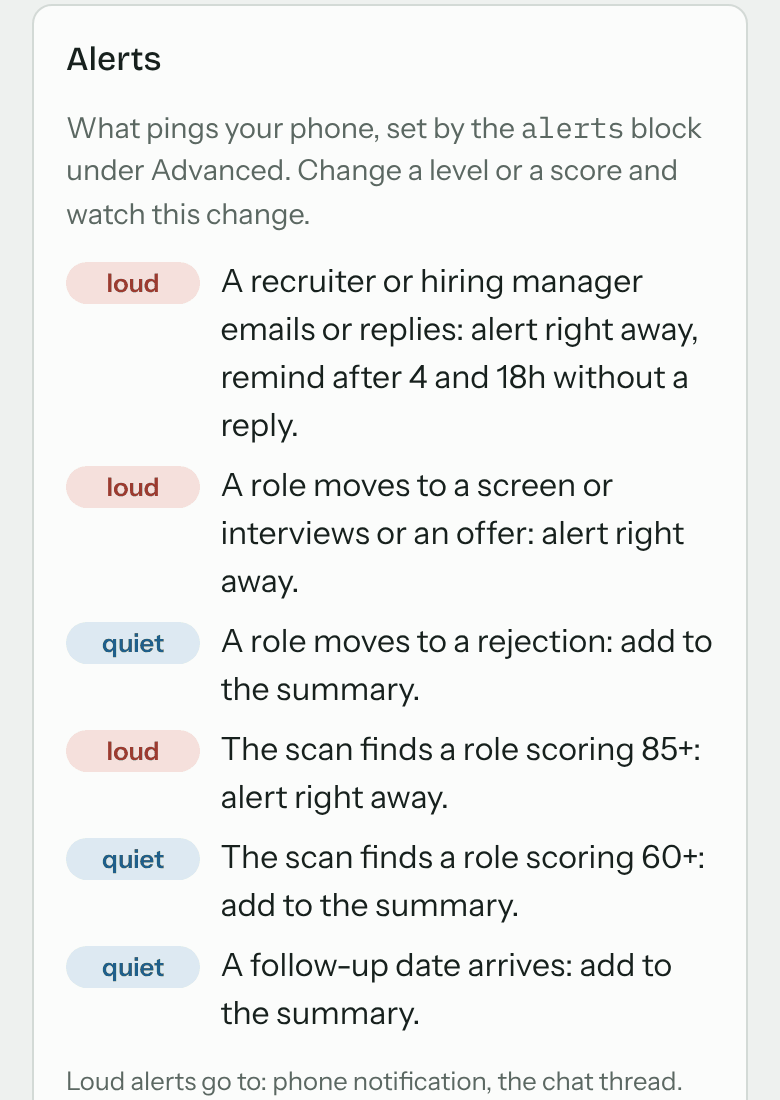 Alerts
What pings your phone, set by the alerts block
under Advanced. Change a level or a score and
watch this change.
loud
A recruiter or hiring manager
emails or replies: alert right away,
remind after 4 and 18h without a
reply.
loud
A role moves to a screen or
interviews or an offer: alert right
away.
quiet
A role moves to a rejection: add to
the summary.
loud
The scan finds a role scoring 85+:
alert right away.
quiet
The scan finds a role scoring 60+:
add to the summary.
quiet
A follow-up date arrives: add to
the summary.
Loud alerts go to: phone notification, the chat thread.